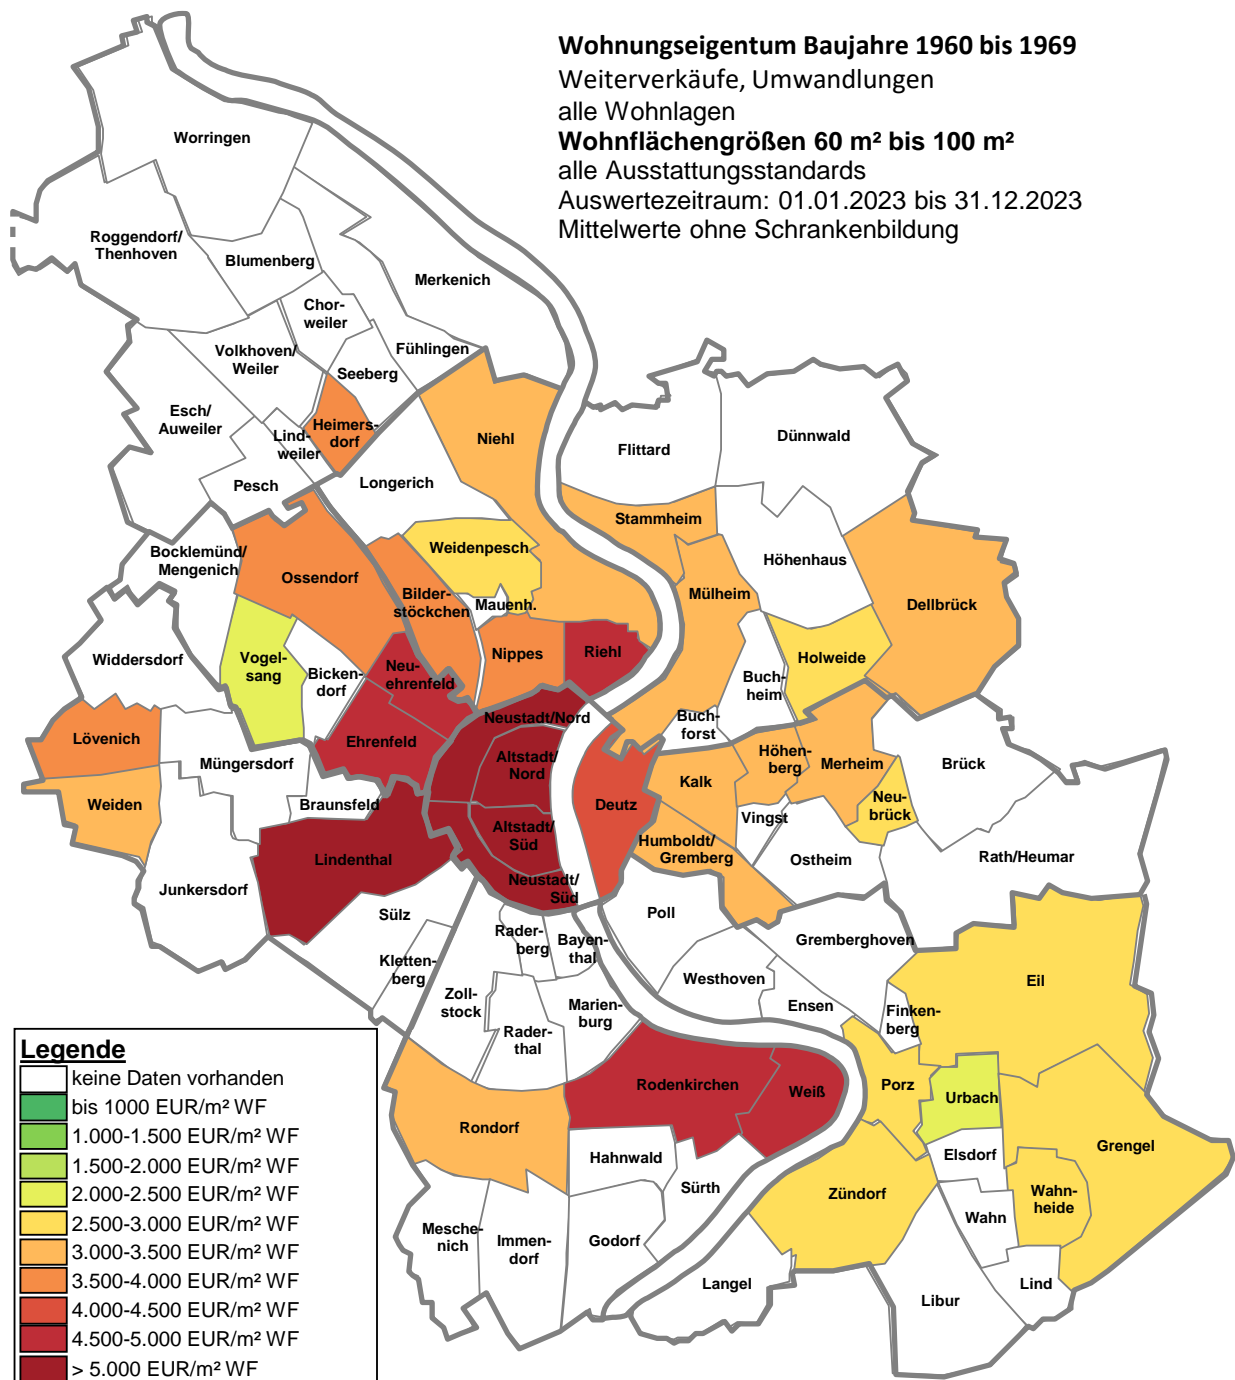 Wohnungseigentum Baujahre 1960 bis 1969
Weiterverkäufe, Umwandlungen
alle Wohnlagen
Wohnflächengrößen 60 m² bis 100 m²
alle Ausstattungsstandards
Auswertezeitraum: 01.01.2023 bis 31.12.2023
Mittelwerte ohne Schrankenbildung
Worringen
Roggendorf/
Thenhoven
Blumenberg
Merkenich
Chor-
weiler
Volkhoven/
Weiler
Fühlingen
Seeberg
Esch/
Auweiler
Lind-
weiler
Heimers-
dorf
Niehl
Pesch
Longerich
Flittard
Dünnwald
Stammheim
Höhenhaus
Bocklemünd/
Mengenich
Ossendorf
Weidenpesch
Bilder-
stöckchen
Mauenh.
Mülheim
Dellbrück
Widdersdorf
Vogel-
sang
Bicken-
dorf
Neu-
ehrenfeld
Nippes
Riehl
Buch-
heim
Holweide
Lövenich
Ehrenfeld
Neustadt/Nord
Buch-
forst
Müngersdorf
Altstadt/
Nord
Höhen-
berg
Merheim
Brück
Weiden
Braunsfeld
Deutz
Kalk
Neu-
brück
Vingst
Lindenthal
Altstadt/
Süd
Humboldt/
Gremberg
Ostheim
Rath/Heumar
Junkersdorf
Neustadt/
Süd
Sülz
Poll
Rader-
berg
Bayen-
thal
Gremberghoven
Kletten-
berg
Westhoven
Eil
Zoll-
stock
Marien-
burg
Ensen
Finken-
berg
Rader-
thal
Rodenkirchen
Weiß
Porz
Urbach
Rondorf
Grengel
Hahnwald
Elsdorf
Sürth
Zündorf
Wahn-
heide
Wahn
Mesche-
nich
Immen-
dorf
Godorf
Langel
Lind
Libur
Legende
keine Daten vorhanden
bis 1000 EUR/m² WF
1.000-1.500 EUR/m² WF
1.500-2.000 EUR/m² WF
2.000-2.500 EUR/m² WF
2.500-3.000 EUR/m² WF
3.000-3.500 EUR/m² WF
3.500-4.000 EUR/m² WF
4.000-4.500 EUR/m² WF
4.500-5.000 EUR/m² WF
> 5.000 EUR/m² WF